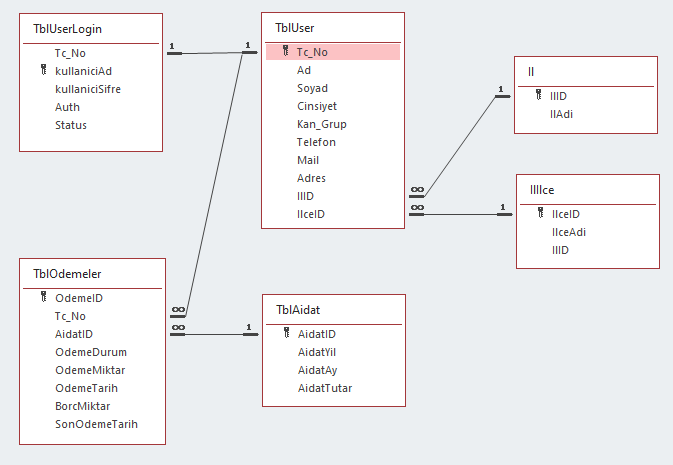 TblUserLogin
Tc_No
kullaniciAd
kullaniciSifre
Auth
Status
TblUser
Tc_No
Ad
Soyad
Cinsiyet
Kan_Grup
Telefon
Mail
Adres
IlID
IlceID
Il
IlID
IlAdi
IlIlce
IlceID
IlceAdi
IlID
TblOdemeler
OdemeID
Tc_No
AidatID
OdemeDurum
OdemeMiktar
OdemeTarih
BorcMiktar
SonOdemeTarih
TblAidat
AidatID
AidatYil
AidatAy
AidatTutar
1
1
1
∞
∞
1
∞
∞
1